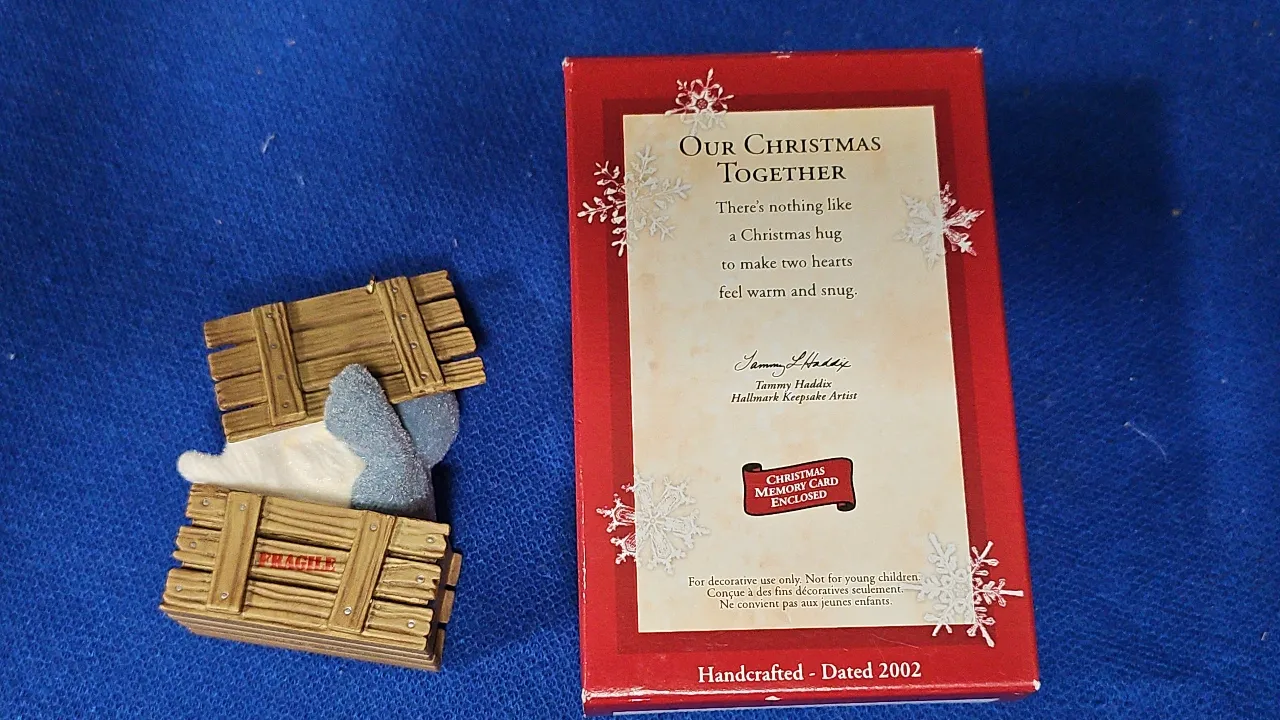 FRAGILE
OUR CHRISTMAS
TOGETHER
There's nothing like
a Christmas hug
to make two hearts
feel warm and snug.
Tammy L Haddix
Tammy Haddix
Hallmark Keepsake Artist
CHRISTMAS
MEMORY CARD
ENCLOSED
For decorative use only. Not for young children.
Conçue à des fins décoratives seulement.
Ne convient pas aux jeunes enfants.
Handcrafted - Dated 2002